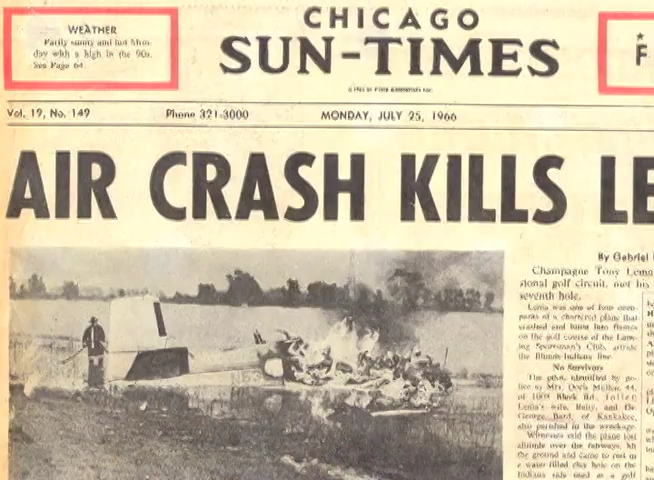 WEATHER
Partly sunny and hot Mon-
day with a high in the 90s.
See Page 64.
CHICAGO
SUN-TIMES
F
Vol. 19, No. 149 Phone 321-3000 MONDAY, JULY 25, 1966
AIR CRASH KILLS LE
By Gabriel
Champagne Tony Lema
sional golf circuit, met his
seventh hole.
Lema was one of four occu-
pants of a chartered plane that
crashed and burst into flames
on the golf course of the Lans-
ing Sportsman's Club, astride
the Illinois-Indiana line.
No Survivors
The pilot, identified by po-
lice as Mrs. Doris Mullen, 44,
of Joliet;
Lema's wife, Betty, and Dr.
George Bard, of Kankakee,
also perished in the wreckage.
Witnesses said the plane lost
altitude over the fairways, hit
the ground and came to rest in
a water-filled clay hole on the
Indiana side used as a golf